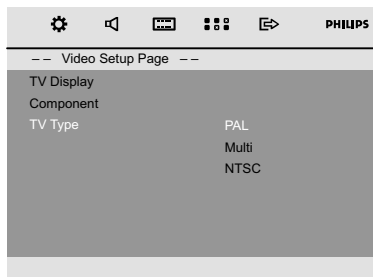 PHILIPS
-- Video Setup Page --
TV Display
Component
TV Type PAL
Multi
NTSC